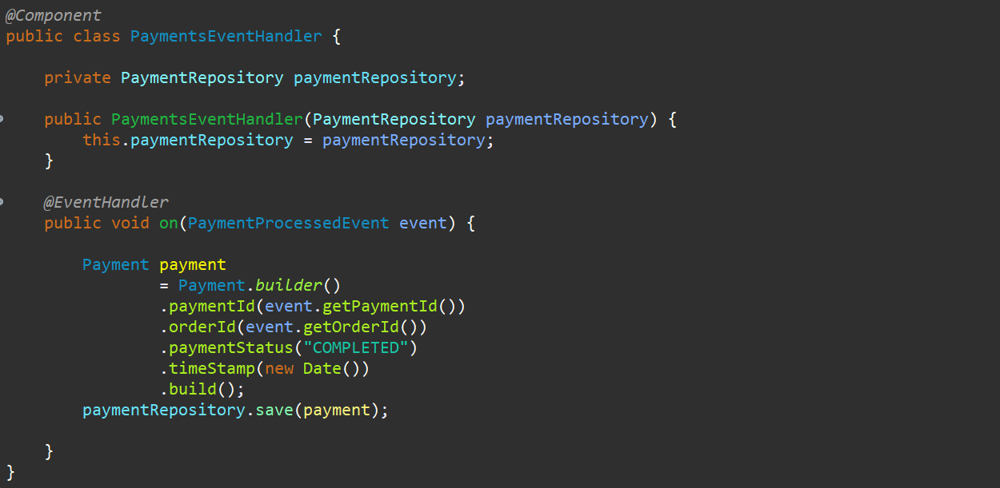 @Component
public class PaymentsEventHandler {
private PaymentRepository paymentRepository;
public PaymentsEventHandler(PaymentRepository paymentRepository) {
this.paymentRepository = paymentRepository;
}
@EventHandler
public void on(PaymentProcessedEvent event) {
Payment payment
= Payment.builder()
.paymentId(event.getPaymentId())
.orderId(event.getOrderId())
.paymentStatus("COMPLETED")
.timeStamp(new Date())
.build();
paymentRepository.save(payment);
}
}